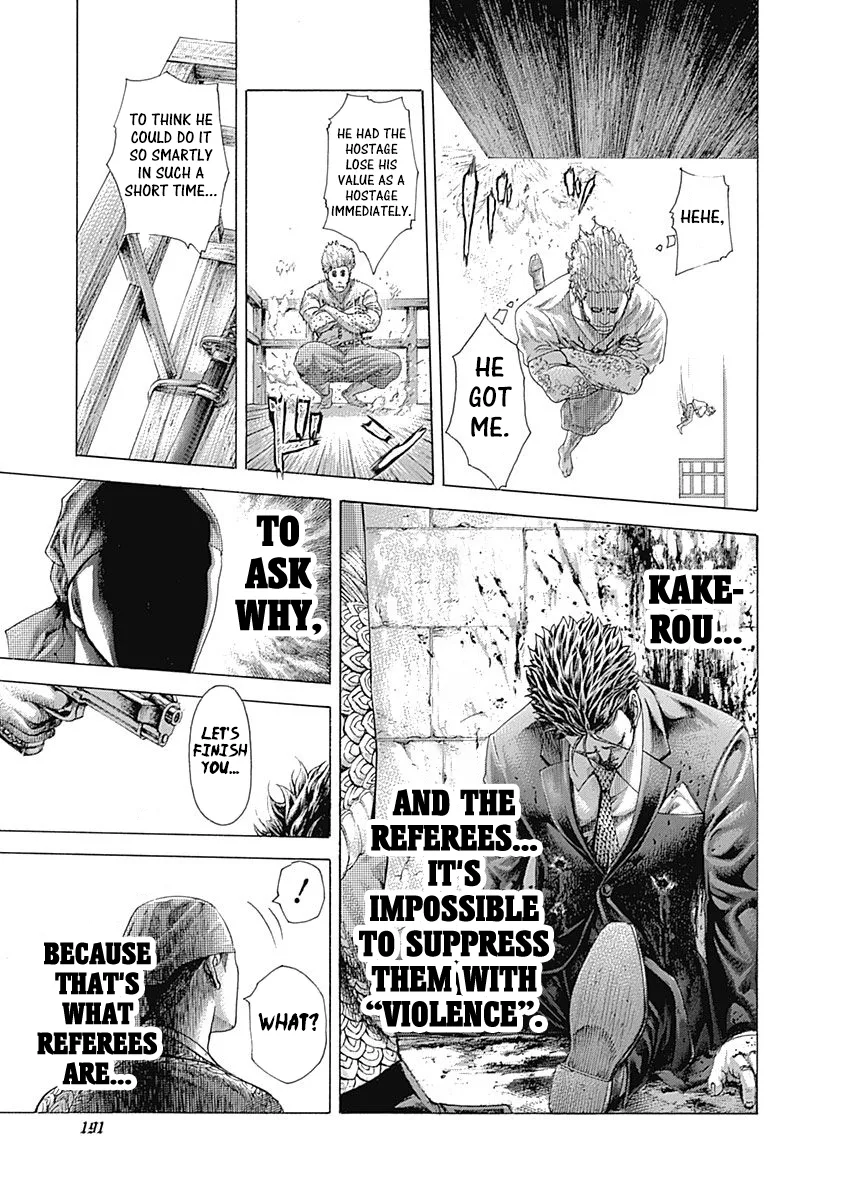 HEHE,
HE
GOT
ME.
HE HAD THE
HOSTAGE
LOSE HIS
VALUE AS A
HOSTAGE
IMMEDIATELY.
TO THINK HE
COULD DO IT
SO SMARTLY
IN SUCH A
SHORT TIME...
KAKE-
ROU...
AND THE
REFEREES...
IT'S
IMPOSSIBLE
TO SUPPRESS
THEM WITH
“VIOLENCE”.
TO
ASK
WHY,
LET'S
FINISH
YOU...
!
WHAT?
BECAUSE
THAT'S
WHAT
REFEREES
ARE...
191